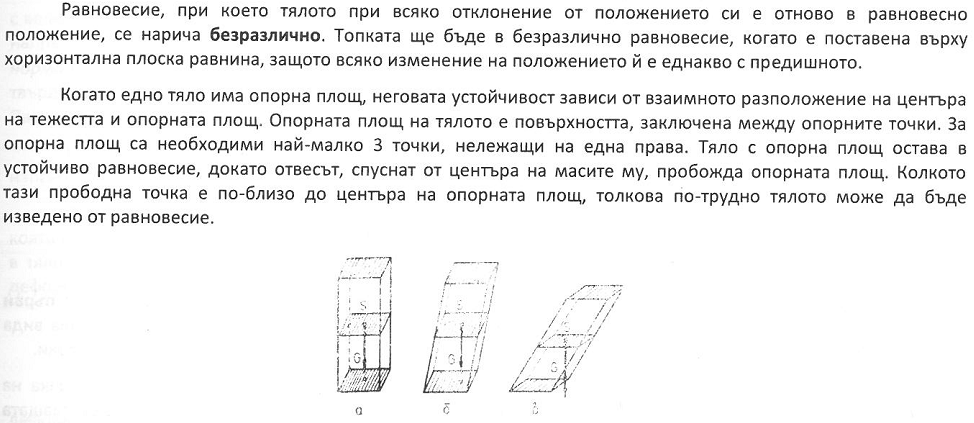 Равновесие, при което тялото при всяко отклонение от положението си е отново в равновесно
положение, се нарича безразлично. Топката ще бъде в безразлично равновесие, когато е поставена върху
хоризонтална плоска равнина, защото всяко изменение на положението й е еднакво с предишното.
Когато едно тяло има опорна площ, неговата устойчивост зависи от взаимното разположение на центъра
на тежестта и опорната площ. Опорната площ на тялото е повърхността, заключена между опорните точки. За
опорна площ са необходими най-малко 3 точки, нележащи на една права. Тяло с опорна площ остава в
устойчиво равновесие, докато отвесът, спуснат от центъра на масите му, пробожда опорната площ. Колкото
тази прободна точка е по-близо до центъра на опорната площ, толкова по-трудно тялото може да бъде
изведено от равновесие.
S S S
G G G
а б в